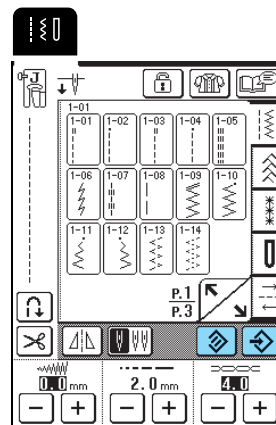 J
1-01
1-01 1-02 1-03 1-04 1-05
1-06 1-07 1-08 1-09 1-10
1-11 1-12 1-13 1-14
P.1
P.3
0.0 mm 2.0 mm 4.0
− + − + − +